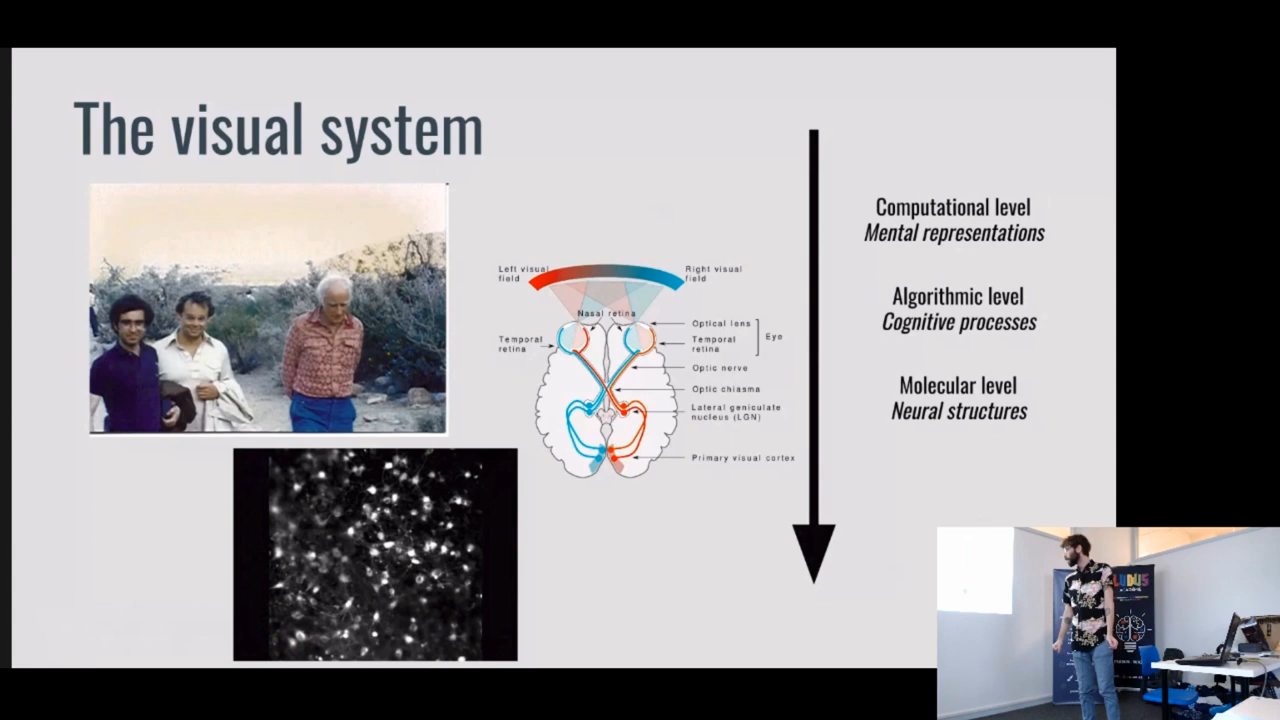 The visual system
Computational level
Mental representations
Algorithmic level
Cognitive processes
Molecular level
Neural structures
Left visual
field
Right visual
field
Nasal retina
Temporal
retina
Optical lens
Temporal
retina
Eye
Optic nerve
Optic chiasma
Lateral geniculate
nucleus (LGN)
Primary visual cortex
LUDUS